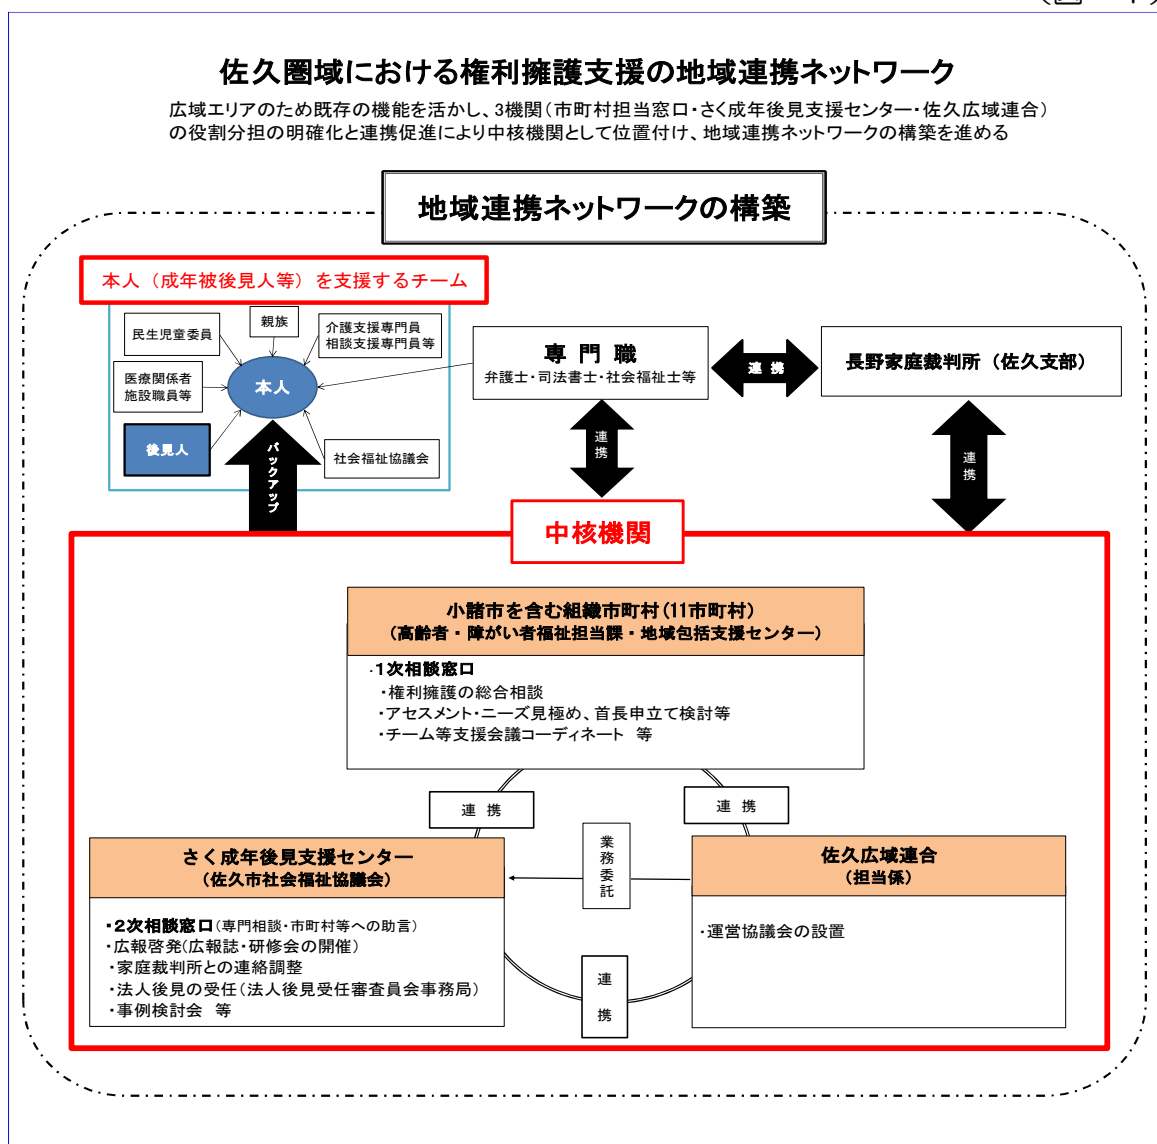 佐久圏域における権利擁護支援の地域連携ネットワーク
広域エリアのため既存の機能を活かし、3機関(市町村担当窓口・さく成年後見支援センター・佐久広域連合)
の役割分担の明確化と連携促進により中核機関として位置付け、地域連携ネットワークの構築を進める
地域連携ネットワークの構築
本人(成年被後見人等)を支援するチーム
民生児童委員
親族
介護支援専門員
相談支援専門員等
医療関係者
施設職員等
本人
後見人
社会福祉協議会
バックアップ
専門職
弁護士・司法書士・社会福祉士等
連携
長野家庭裁判所(佐久支部)
連携
連携
中核機関
小諸市を含む組織市町村(11市町村)
(高齢者・障がい者福祉担当課・地域包括支援センター)
・1次相談窓口
・権利擁護の総合相談
・アセスメント・ニーズ見極め、首長申立て検討等
・チーム等支援会議コーディネート 等
連携
連携
業務委託
さく成年後見支援センター
(佐久市社会福祉協議会)
・2次相談窓口(専門相談・市町村等への助言)
・広報啓発(広報誌・研修会の開催)
・家庭裁判所との連絡調整
・法人後見の受任(法人後見受任審査員会事務局)
・事例検討会 等
佐久広域連合
(担当係)
・運営協議会の設置
連携